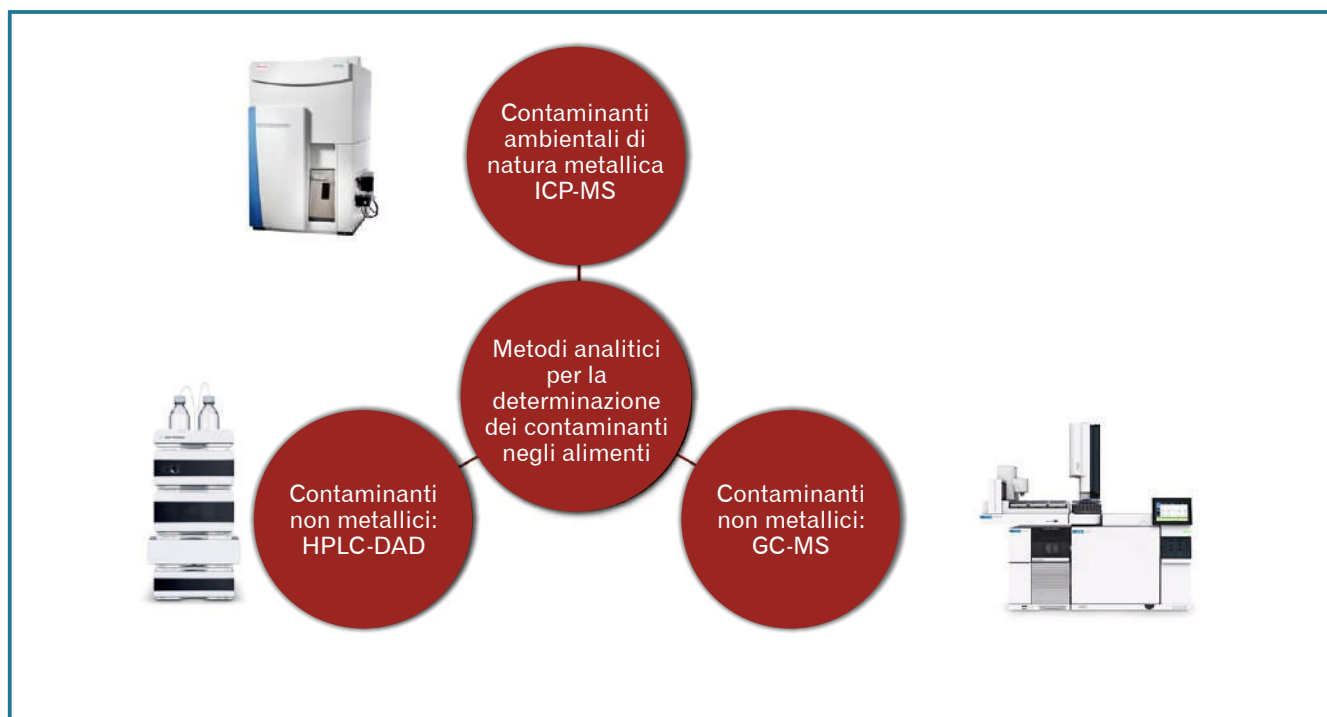 Contaminanti
ambientali di
natura metallica
ICP-MS
Metodi analitici
per la
determinazione
dei contaminanti
negli alimenti
Contaminanti
non metallici:
HPLC-DAD
Contaminanti
non metallici:
GC-MS